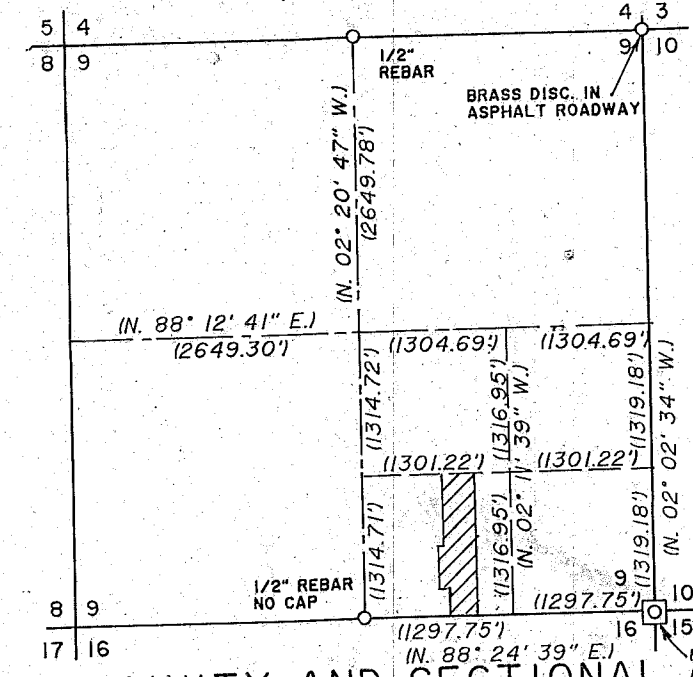 5 4
4 3
8 9
9 10
1/2"
REBAR
BRASS DISC. IN
ASPHALT ROADWAY
(N. 02° 20' 47" W.)
(2649.78')
(N. 88° 12' 41" E.)
(2649.30')
(1304.69')
(1304.69')
(1314.72')
(1316.95')
(N. 02° 11' 39" W.)
(1319.18')
(N. 02° 02' 34" W.)
(1301.22')
(1301.22')
(1314.71')
(1316.95')
(1319.18')
1/2" REBAR
NO CAP
8 9
9 10
(1297.75')
17 16
16 15
(1297.75')
(N. 88° 24' 39" E.)
AND SECTIONAL